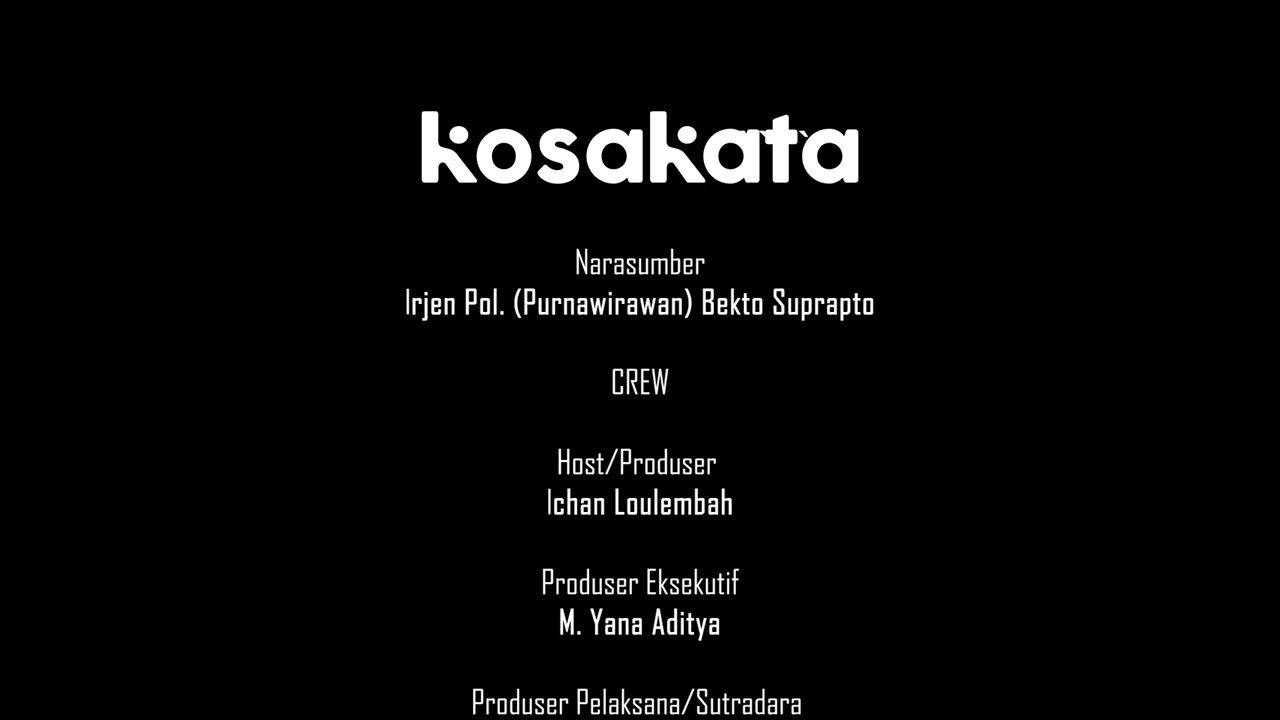 kosakata
Narasumber
Irjen Pol. (Purnawirawan) Bekto Suprapto
CREW
Host/Produser
Ichan Loulembah
Produser Eksekutif
M. Yana Aditya
Produser Pelaksana/Sutradara